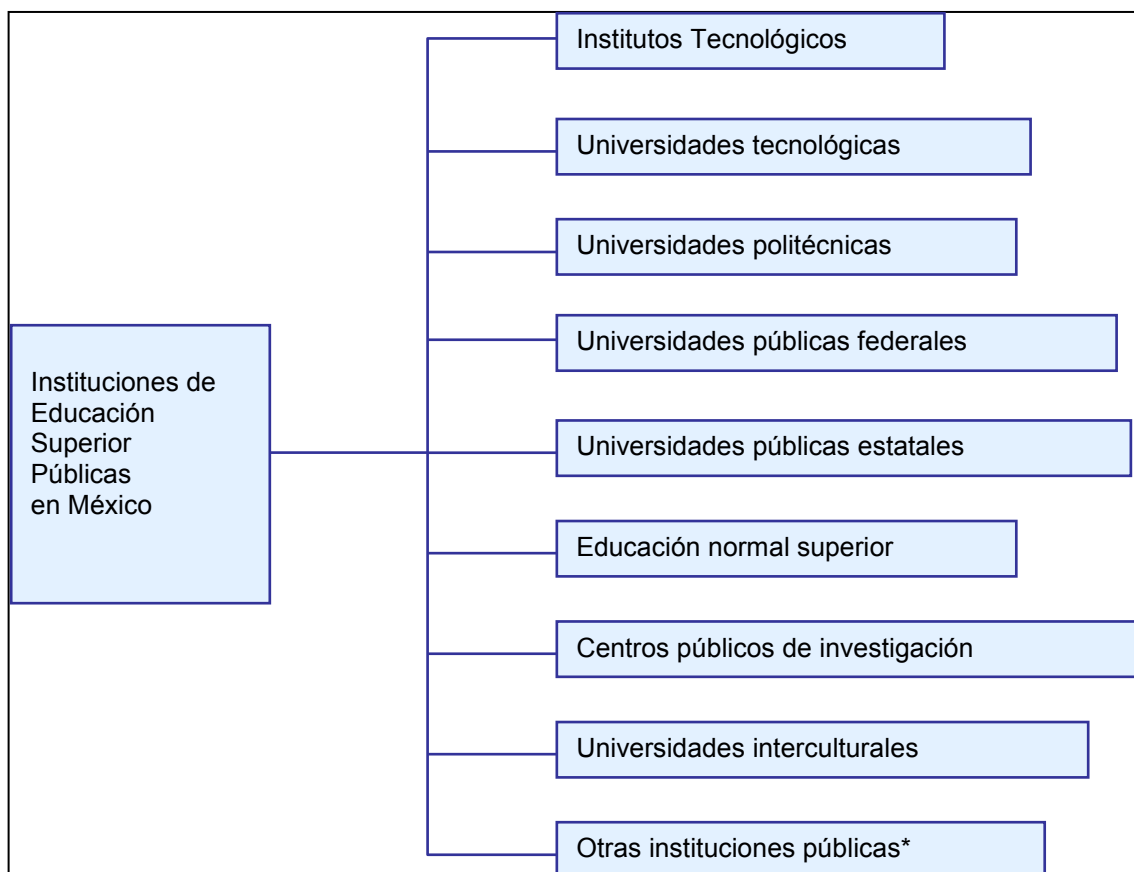 Institutos Tecnológicos
Universidades tecnológicas
Universidades politécnicas
Universidades públicas federales
Instituciones de
Educación
Superior
Públicas
en México
Universidades públicas estatales
Educación normal superior
Centros públicos de investigación
Universidades interculturales
Otras instituciones públicas*